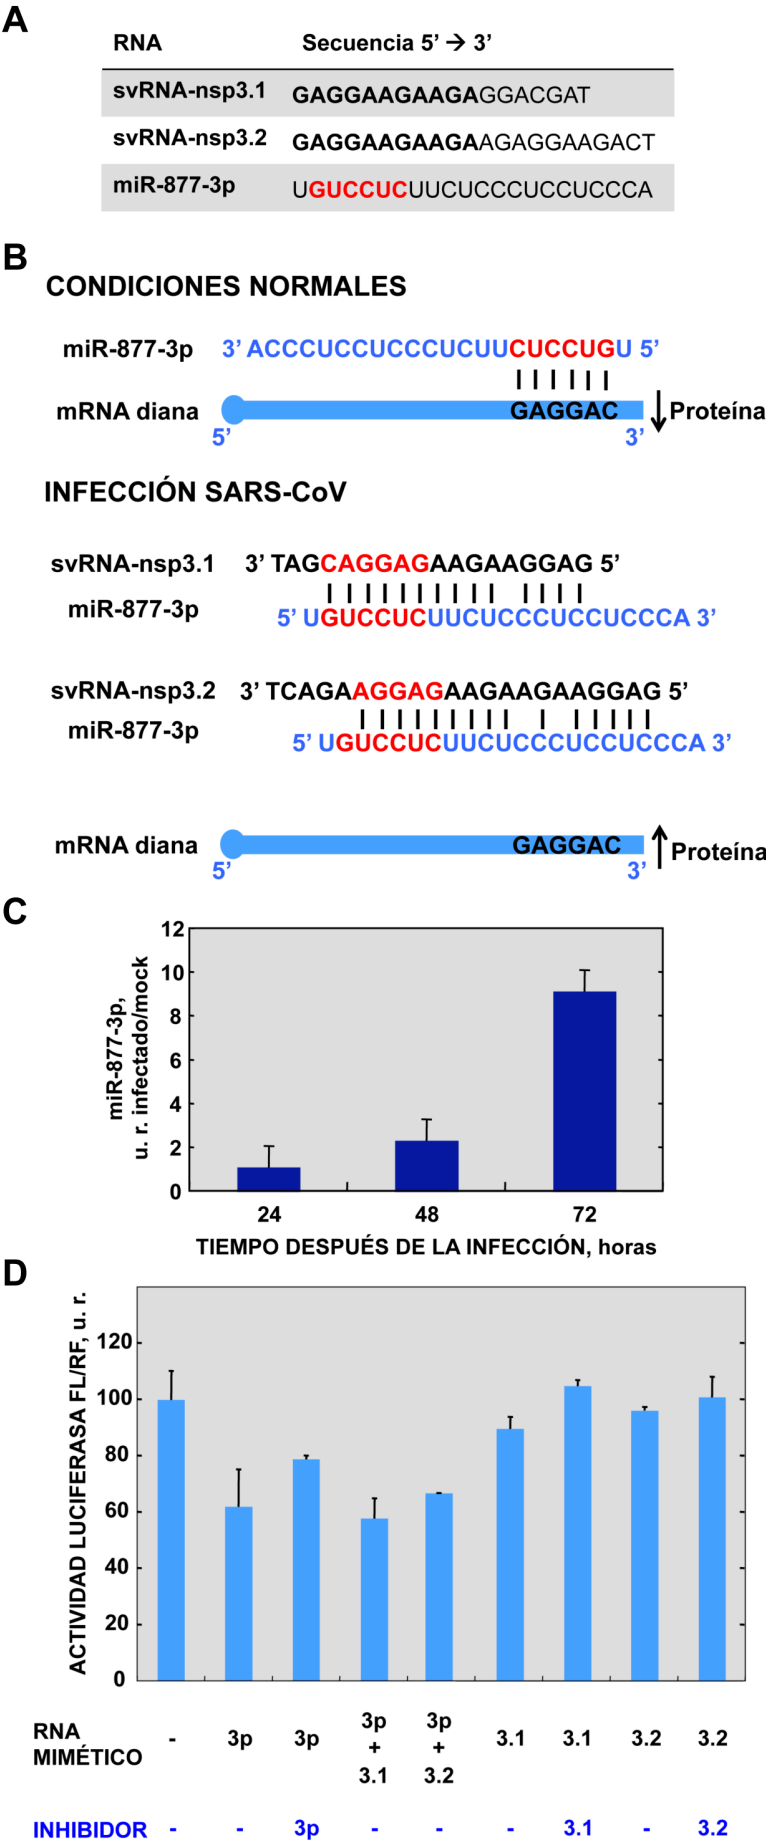 A
RNA Secuencia 5’ → 3’
svRNA-nsp3.1 GAGGAAGAAGAGGACGAT
svRNA-nsp3.2 GAGGAAGAAGAAGAGGAAGACT
miR-877-3p UGUCCUCUUCUCCCUCCUCCCA
B
CONDICIONES NORMALES
miR-877-3p 3’ ACCCUCCUCCCUCUUCUCCUGU 5’
mRNA diana GAGGAC Proteína
5’ 3’
INFECCIÓN SARS-CoV
svRNA-nsp3.1 3’ TAGCAGGAGAAGAAGGAG 5’
miR-877-3p 5’ UGUCCUCUUCUCCCUCCUCCCA 3’
svRNA-nsp3.2 3’ TCAGAAGGAGAAGAAGAAGGAG 5’
miR-877-3p 5’ UGUCCUCUUCUCCCUCCUCCCA 3’
mRNA diana GAGGAC Proteína
5’ 3’
C
miR-877-3p,
u. r. infectado/mock
12
10
8
6
4
2
0
24 48 72
TIEMPO DESPUÉS DE LA INFECCIÓN, horas
D
ACTIVIDAD LUCIFERASA FL/RF, u. r.
120
100
80
60
40
20
0
RNA MIMÉTICO - 3p 3p 3p + 3.1 3p + 3.2 3.1 3.1 3.2 3.2
INHIBIDOR - - 3p - - - 3.1 - 3.2